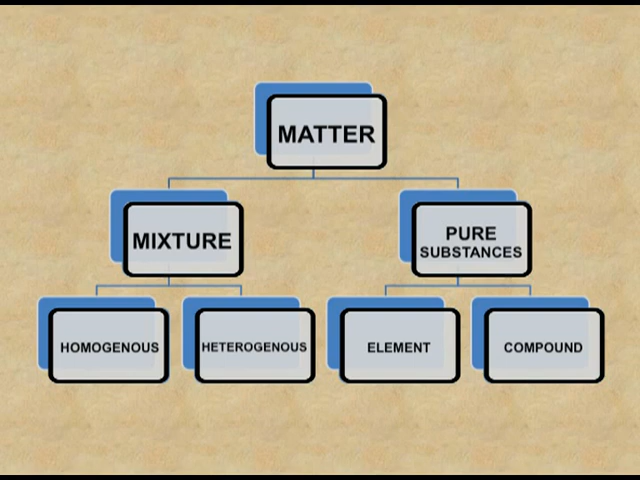 MATTER
MIXTURE
PURE
SUBSTANCES
HOMOGENOUS
HETEROGENOUS
ELEMENT
COMPOUND